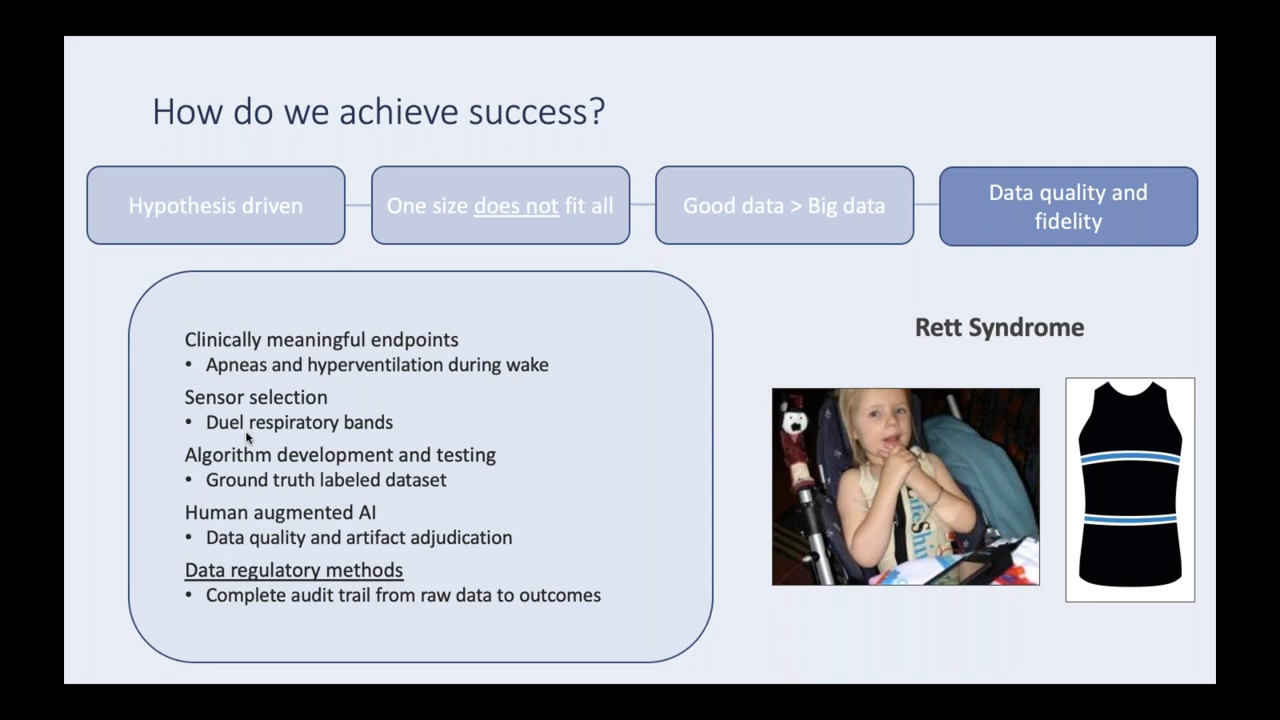 How do we achieve success?
Hypothesis driven
One size does not fit all
Good data > Big data
Data quality and
fidelity
Clinically meaningful endpoints
• Apneas and hyperventilation during wake
Sensor selection
• Duel respiratory bands
Algorithm development and testing
• Ground truth labeled dataset
Human augmented AI
• Data quality and artifact adjudication
Data regulatory methods
• Complete audit trail from raw data to outcomes
Rett Syndrome